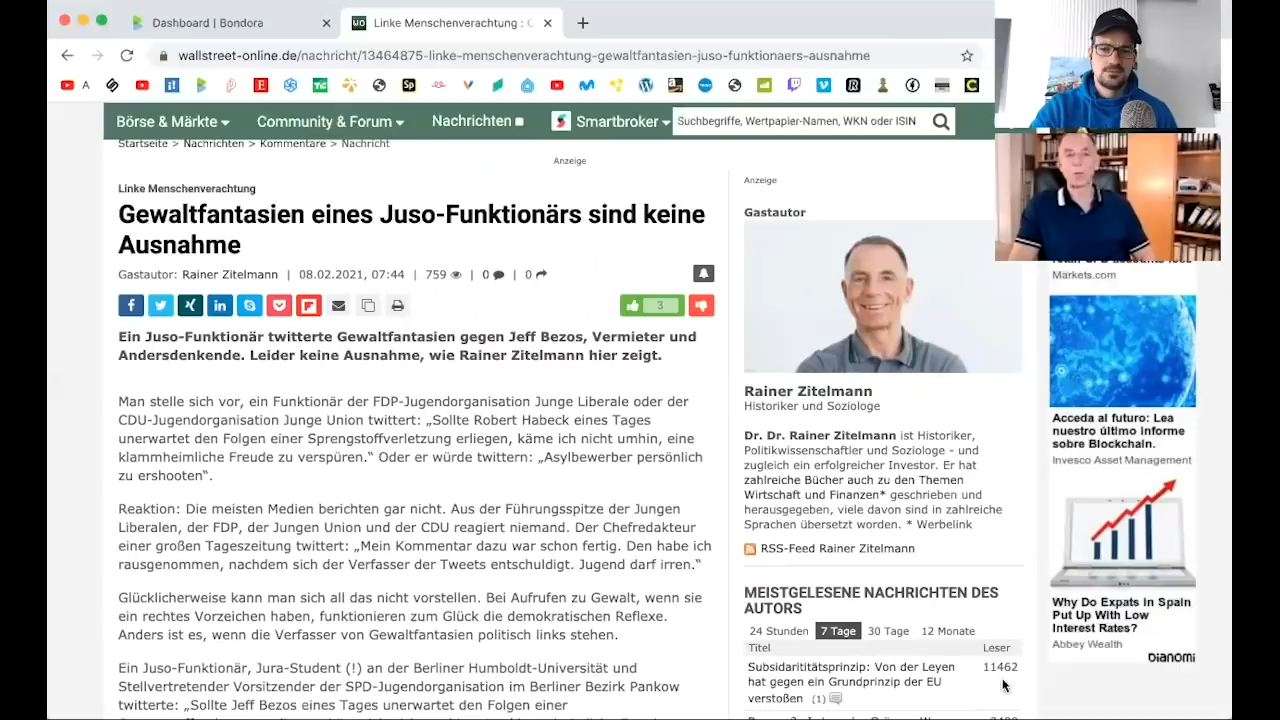 Dashboard | Bondora
Linke Menschenverachtung : G
wallstreet-online.de/nachricht/13464375-linke-menschenverachtung-gewaltfantasien-juso-funktionaers-ausnahme
A
Börse & Märkte
Community & Forum
Nachrichten
Smartbroker
Suchbegriffe, Wertpapier-Namen, WKN oder ISIN
Startseite > Nachrichten > Kommentare > Nachricht
Anzeige
Linke Menschenverachtung
Gewaltfantasien eines Juso-Funktionärs sind keine
Ausnahme
Gastautor: Rainer Zitelmann | 08.02.2021, 07:44 | 759 | 0 | 0
3
Ein Juso-Funktionär twitterte Gewaltfantasien gegen Jeff Bezos, Vermieter und
Andersdenkende. Leider keine Ausnahme, wie Rainer Zitelmann hier zeigt.
Man stelle sich vor, ein Funktionär der FDP-Jugendorganisation Junge Liberale oder der
CDU-Jugendorganisation Junge Union twittert: „Sollte Robert Habeck eines Tages
unerwartet den Folgen einer Sprengstoffverletzung erliegen, käme ich nicht umhin, eine
klammheimliche Freude zu verspüren.“ Oder er würde twittern: „Asylbewerber persönlich
zu ershooten“.
Reaktion: Die meisten Medien berichten gar nicht. Aus der Führungsspitze der Jungen
Liberalen, der FDP, der Jungen Union und der CDU reagiert niemand. Der Chefredakteur
einer großen Tageszeitung twittert: „Mein Kommentar dazu war schon fertig. Den habe ich
rausgenommen, nachdem sich der Verfasser der Tweets entschuldigt. Jugend darf irren.“
Glücklicherweise kann man sich all das nicht vorstellen. Bei Aufrufen zu Gewalt, wenn sie
ein rechtes Vorzeichen haben, funktionieren zum Glück die demokratischen Reflexe.
Anders ist es, wenn die Verfasser von Gewaltfantasien politisch links stehen.
Ein Juso-Funktionär, Jura-Student (!) an der Berliner Humboldt-Universität und
Stellvertretender Vorsitzender der SPD-Jugendorganisation im Berliner Bezirk Pankow
twitterte: „Sollte Jeff Bezos eines Tages unerwartet den Folgen einer
Anzeige
Gastautor
Rainer Zitelmann
Historiker und Soziologe
Dr. Dr. Rainer Zitelmann ist Historiker,
Politikwissenschaftler und Soziologe - und
zugleich ein erfolgreicher Investor. Er hat
zahlreiche Bücher auch zu den Themen
Wirtschaft und Finanzen* geschrieben und
herausgegeben, viele davon sind in zahlreiche
Sprachen übersetzt worden. * Werbelink
RSS-Feed Rainer Zitelmann
MEISTGELESENE NACHRICHTEN DES
AUTORS
24 Stunden 7 Tage 30 Tage 12 Monate
Titel Leser
Subsidarititätsprinzip: Von der Leyen 11462
hat gegen ein Grundprinzip der EU
verstoßen (1)
Markets.com
Acceda al futuro: Lea
nuestro último informe
sobre Blockchain.
Invesco Asset Management
Why Do Expats in Spain
Put Up With Low
Interest Rates?
Abbey Wealth
DIANOMI